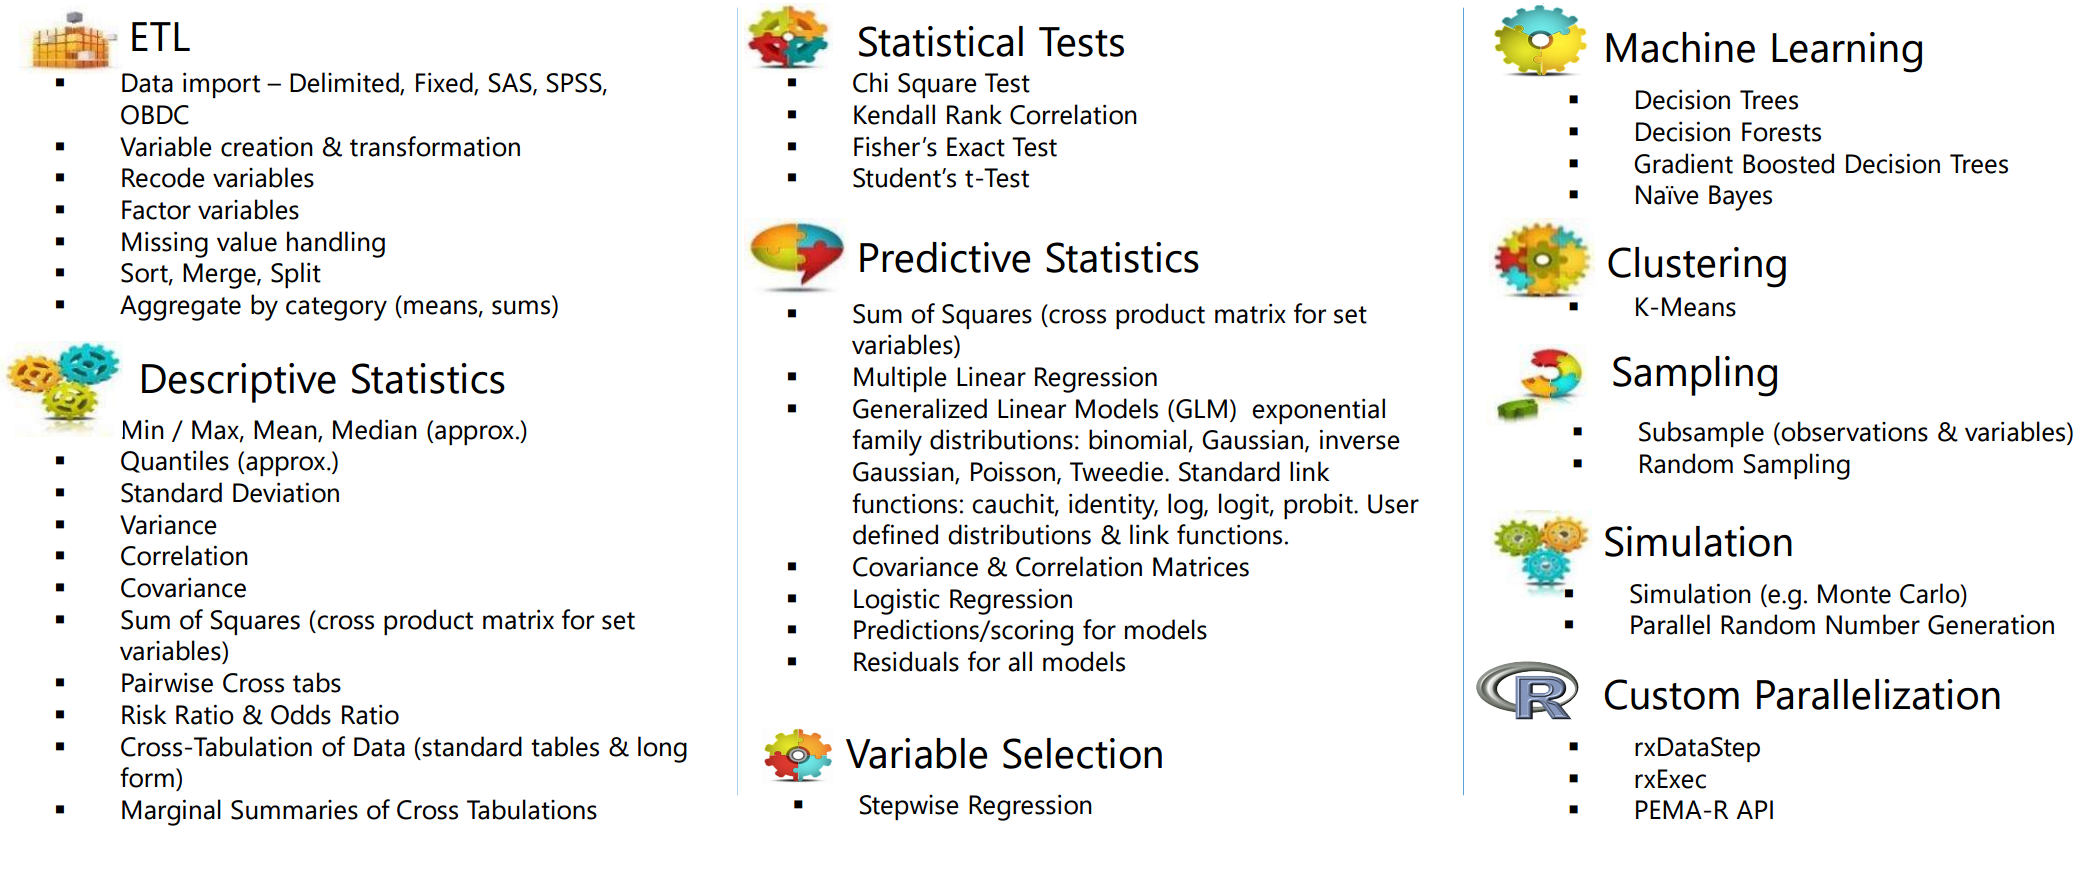 ETL
▪ Data import – Delimited, Fixed, SAS, SPSS,
OBDC
▪ Variable creation & transformation
▪ Recode variables
▪ Factor variables
▪ Missing value handling
▪ Sort, Merge, Split
▪ Aggregate by category (means, sums)
Descriptive Statistics
Min / Max, Mean, Median (approx.)
▪ Quantiles (approx.)
▪ Standard Deviation
▪ Variance
▪ Correlation
▪ Covariance
▪ Sum of Squares (cross product matrix for set
variables)
▪ Pairwise Cross tabs
▪ Risk Ratio & Odds Ratio
▪ Cross-Tabulation of Data (standard tables & long
form)
▪ Marginal Summaries of Cross Tabulations
Statistical Tests
▪ Chi Square Test
▪ Kendall Rank Correlation
▪ Fisher’s Exact Test
▪ Student’s t-Test
Predictive Statistics
▪ Sum of Squares (cross product matrix for set
variables)
▪ Multiple Linear Regression
▪ Generalized Linear Models (GLM) exponential
family distributions: binomial, Gaussian, inverse
Gaussian, Poisson, Tweedie. Standard link
functions: cauchit, identity, log, logit, probit. User
defined distributions & link functions.
▪ Covariance & Correlation Matrices
▪ Logistic Regression
▪ Predictions/scoring for models
▪ Residuals for all models
Variable Selection
▪ Stepwise Regression
Machine Learning
▪ Decision Trees
▪ Decision Forests
▪ Gradient Boosted Decision Trees
▪ Naïve Bayes
Clustering
▪ K-Means
Sampling
▪ Subsample (observations & variables)
▪ Random Sampling
Simulation
▪ Simulation (e.g. Monte Carlo)
▪ Parallel Random Number Generation
R Custom Parallelization
▪ rxDataStep
▪ rxExec
▪ PEMA-R API